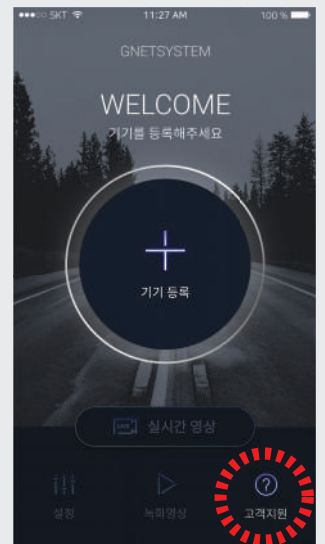 SKT 11:27 AM 100 %
GNETSYSTEM
WELCOME
기기를 등록해주세요
기기 등록
LIVE 실시간 영상
설정 녹화영상 고객지원